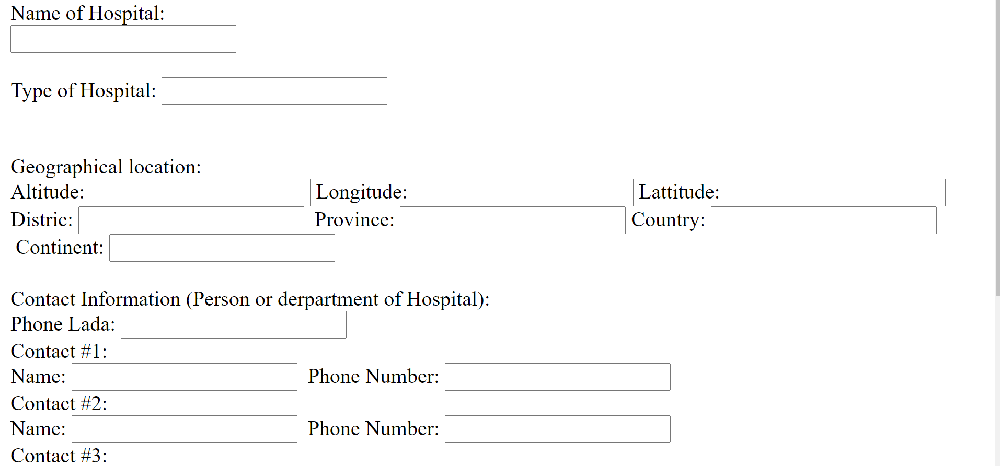 Name of Hospital:
Type of Hospital:
Geographical location:
Altitude: Longitude: Lattitude:
Distric: Province: Country:
Continent:
Contact Information (Person or derpartment of Hospital):
Phone Lada:
Contact #1:
Name: Phone Number:
Contact #2:
Name: Phone Number:
Contact #3: